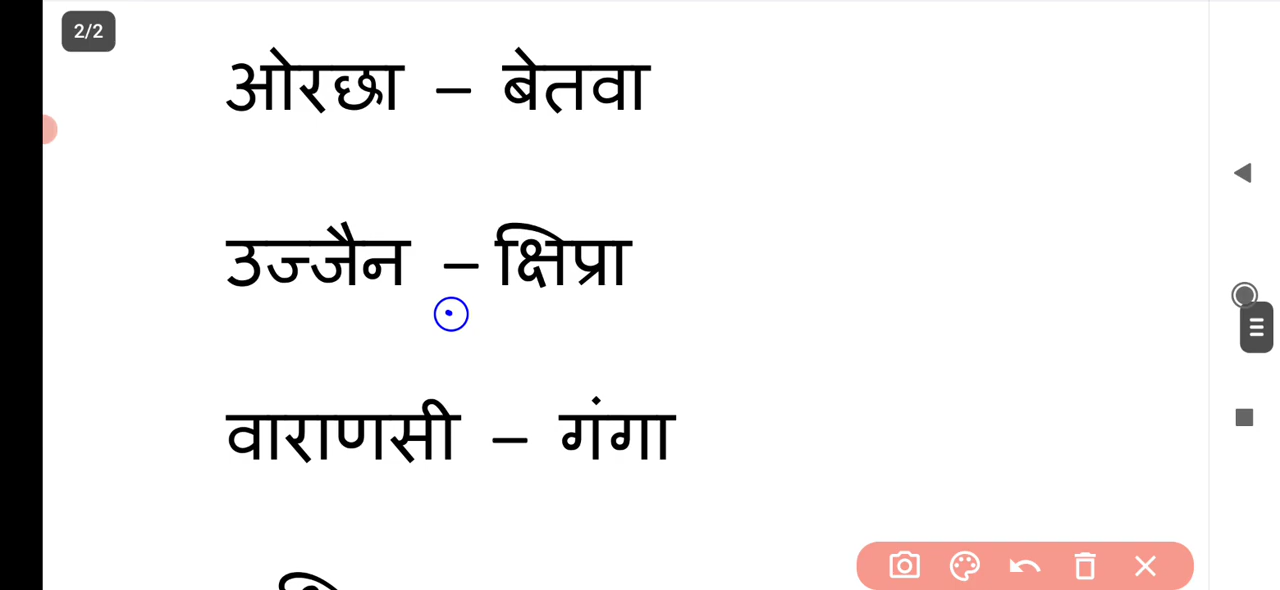 2/2
ओरछा – बेतवा
उज्जैन – क्षिप्रा
वाराणसी – गंगा